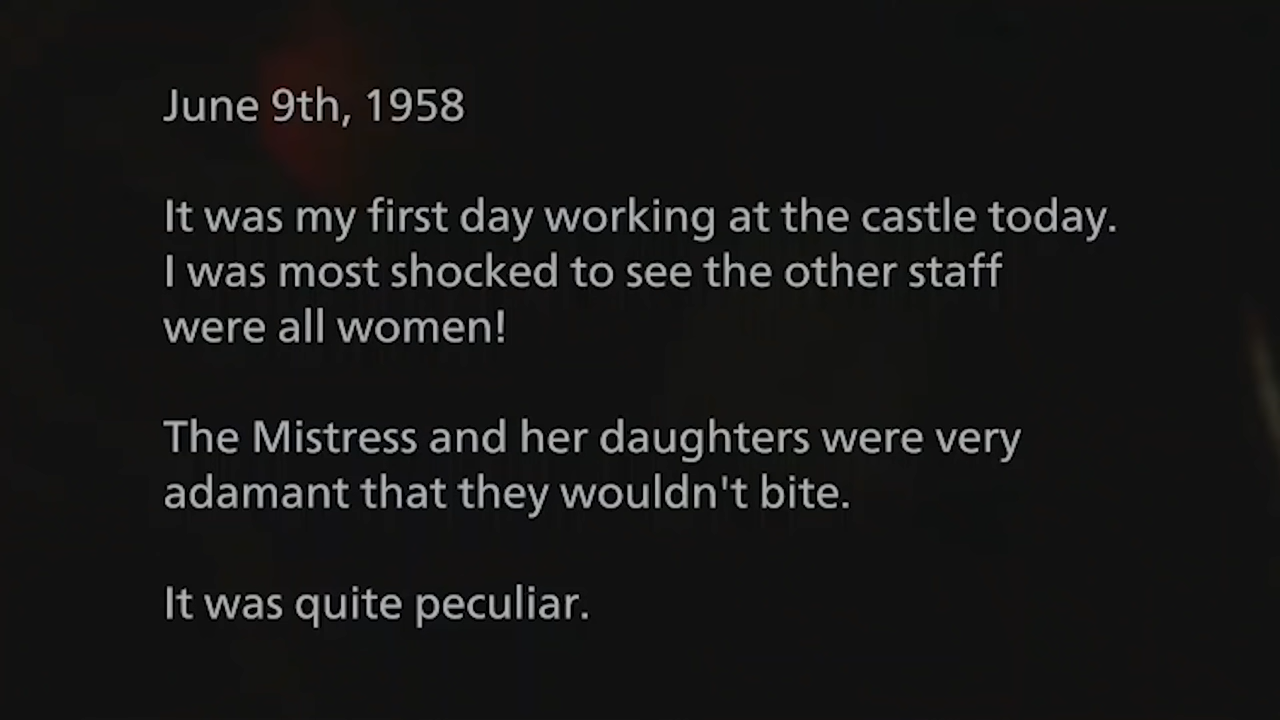 June 9th, 1958
It was my first day working at the castle today.
I was most shocked to see the other staff
were all women!
The Mistress and her daughters were very
adamant that they wouldn't bite.
It was quite peculiar.